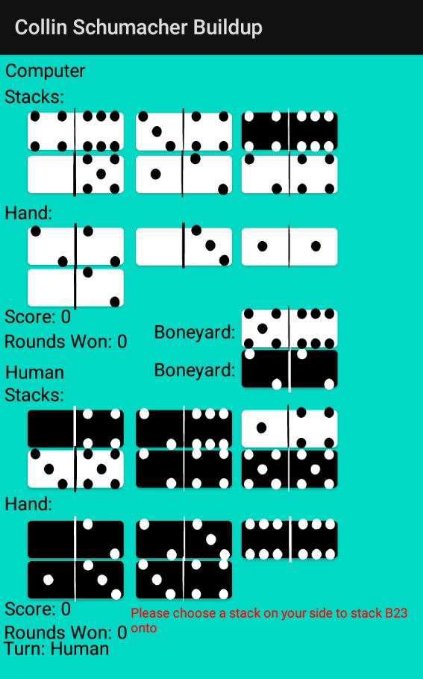 Collin Schumacher Buildup
Computer
Stacks:
Hand:
Score: 0
Rounds Won: 0
Boneyard:
Boneyard:
Human
Stacks:
Hand:
Score: 0
Please choose a stack on your side to stack B23
onto
Rounds Won: 0
Turn: Human